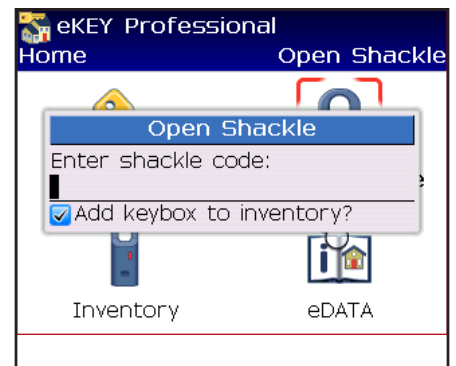 eKEY Professional
Home Open Shackle
Open Shackle
Enter shackle code:
Add keybox to inventory?
Inventory eDATA